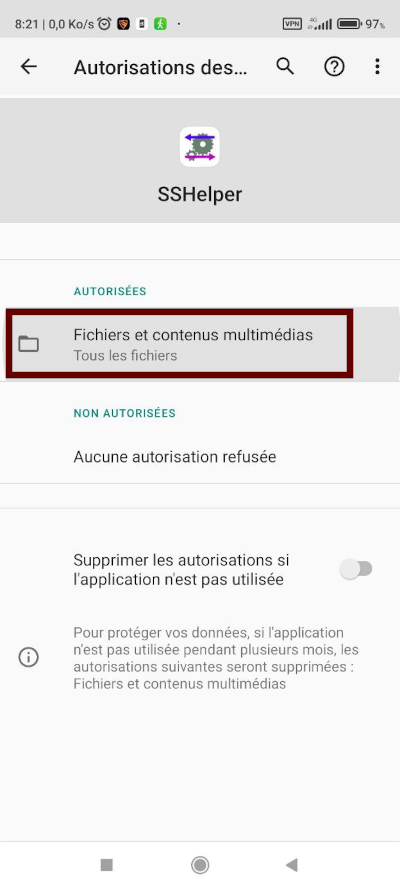 8:21 | 0,0 Ko/s
VPN 4G 97%
Autorisations des...
SSHelper
AUTORISÉES
Fichiers et contenus multimédias
Tous les fichiers
NON AUTORISÉES
Aucune autorisation refusée
Supprimer les autorisations si
l'application n'est pas utilisée
Pour protéger vos données, si l'application
n'est pas utilisée pendant plusieurs mois, les
autorisations suivantes seront supprimées :
Fichiers et contenus multimédias